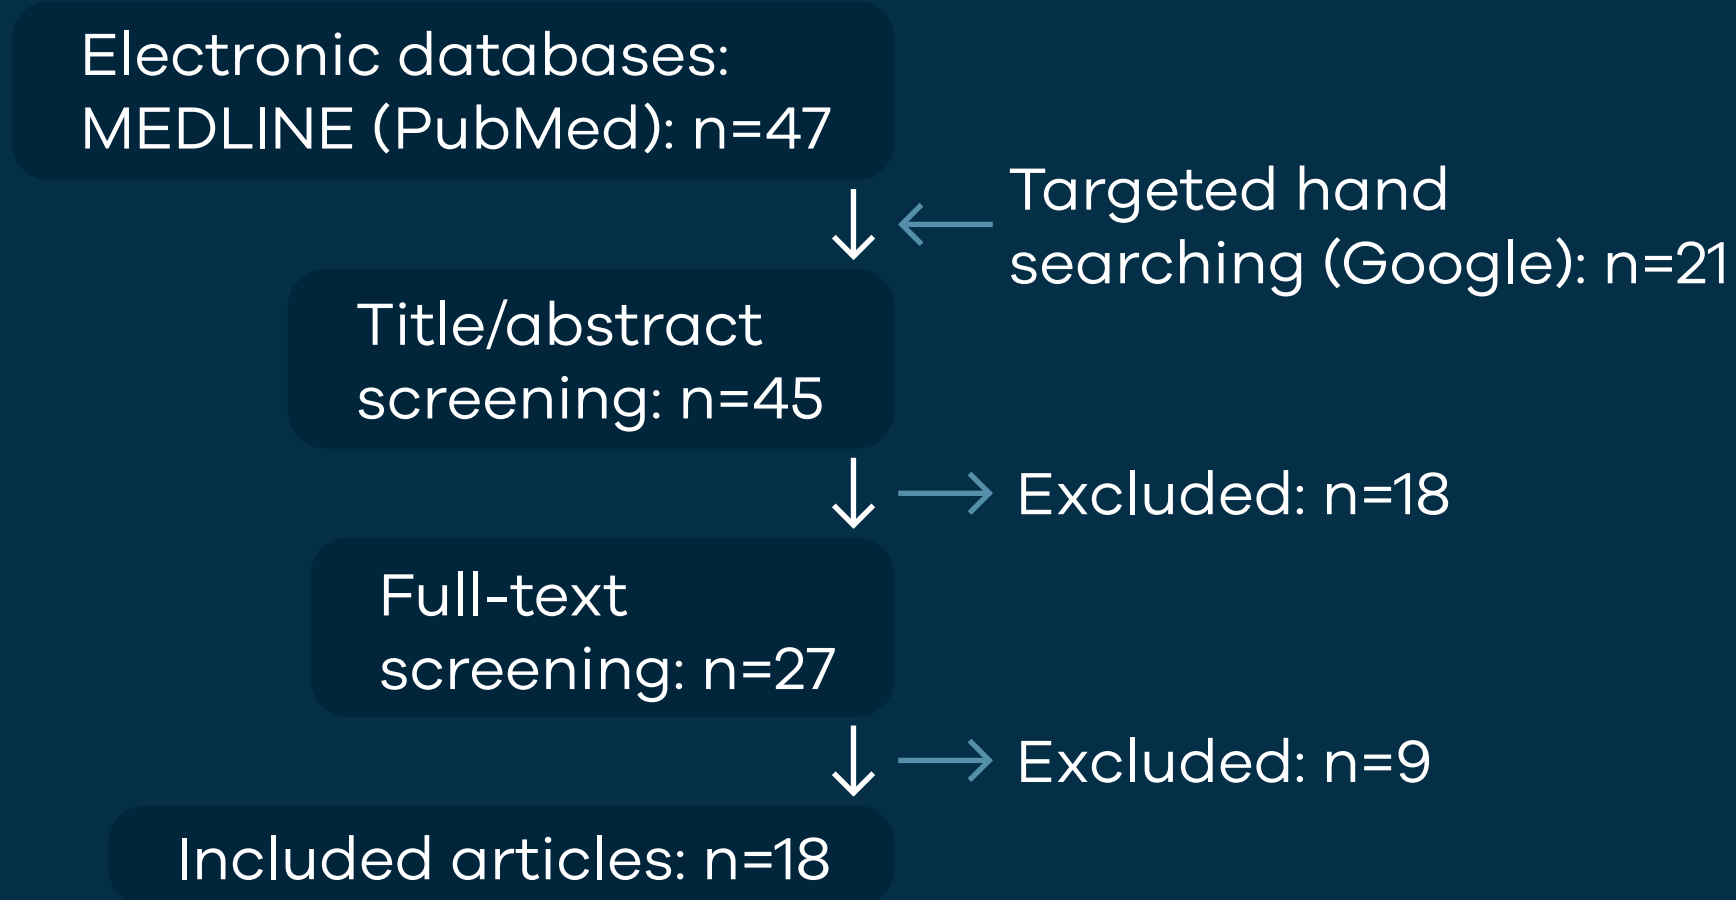 Electronic databases:
MEDLINE (PubMed): n=47
Targeted hand
searching (Google): n=21
Title/abstract
screening: n=45
Excluded: n=18
Full-text
screening: n=27
Excluded: n=9
Included articles: n=18